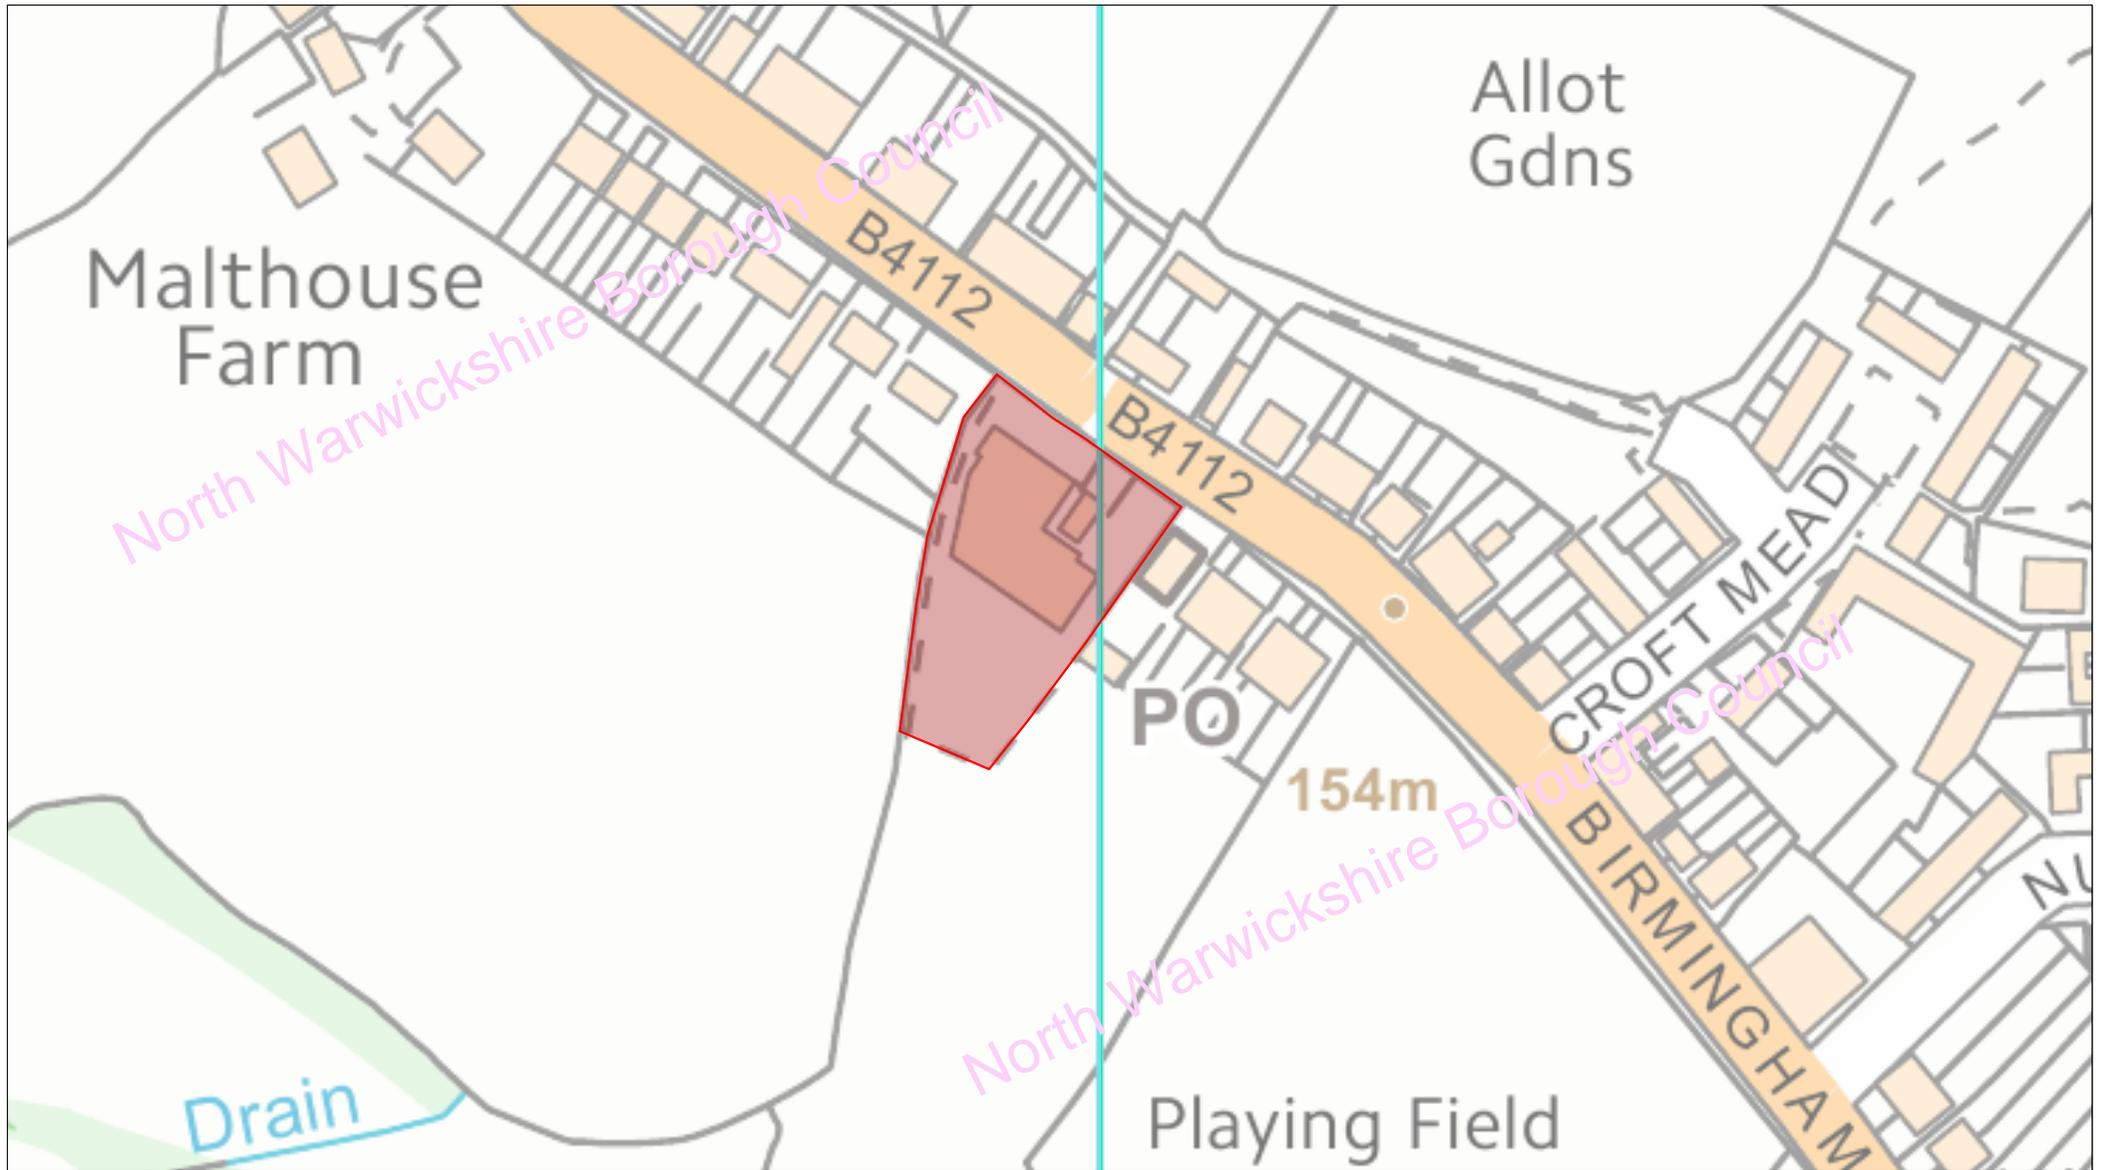 Allot
Gdns
Malthouse
Farm
B4112
B4112
North Warwickshire Borough Council
CROFT MEAD
PO
154m
BIRMINGHAM
NU
North Warwickshire Borough Council
Drain
Playing Field